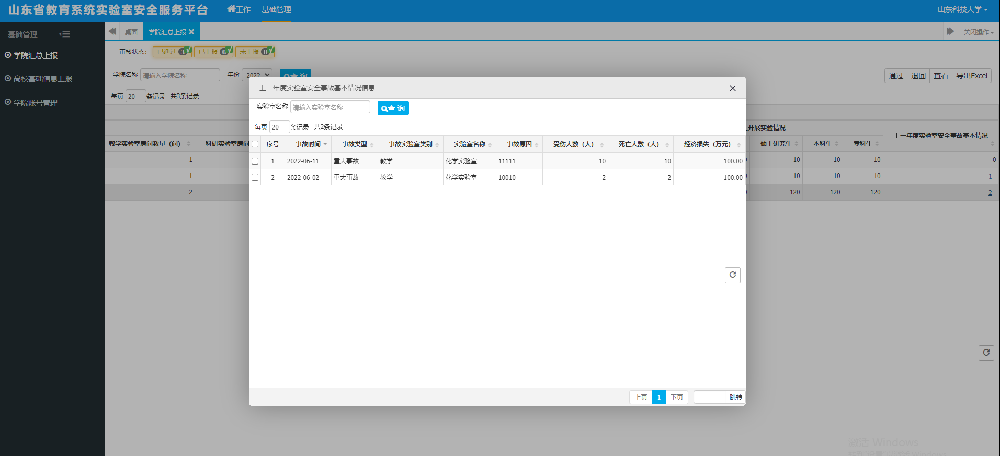 山东省教育系统实验室安全服务平台 工作 基础管理 山东科技大学
基础管理 桌面 学院汇总上报 关闭操作
学院汇总上报
高校基础信息上报
学院账号管理
审核状态: 已通过 3 已上报 0 未上报 0
学院名称 请输入学院名称 年份 2022 查 询 通过 退回 查看 导出Excel
每页 20 条记录 共3条记录
开展实验情况
教学实验室房间数量（间） 科研实验室房间 硕士研究生 本科生 专科生 上一年度实验室安全事故基本情况
1 10 10 10 0
1 10 10 10 1
2 120 120 120 2
上一年度实验室安全事故基本情况信息
实验室名称 请输入实验室名称 查 询
每页 20 条记录 共2条记录
序号 事故时间 事故类型 事故实验室类别 实验室名称 事故原因 受伤人数（人） 死亡人数（人） 经济损失（万元）
1 2022-06-11 重大事故 教学 化学实验室 11111 10 10 100.00
2 2022-06-02 重大事故 教学 化学实验室 10010 2 2 100.00
上页 1 下页 跳转
激活 Windows